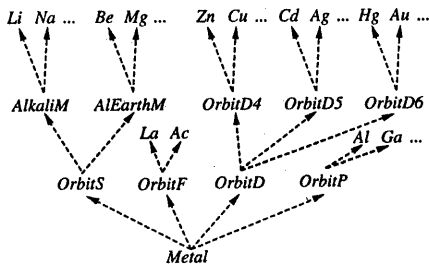 Li Na ... Be Mg ... Zn Cu ... Cd Ag ... Hg Au ...
AlkaliM AlEarthM OrbitD4 OrbitD5 OrbitD6
La Ac Al Ga ...
OrbitS OrbitF OrbitD OrbitP
Metal